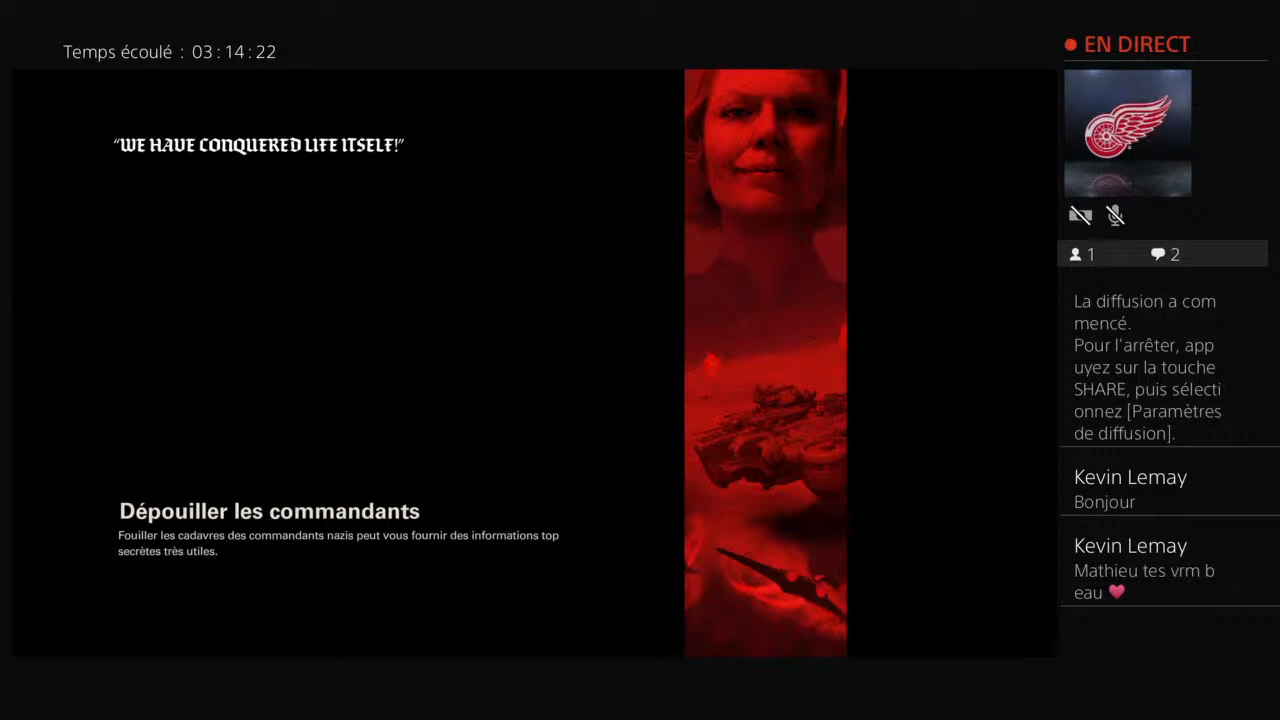 Temps écoulé : 03:14:22
EN DIRECT
“WE HAVE CONQUERED LIFE ITSELF!”
1
2
La diffusion a com
mencé.
Pour l'arrêter, app
uyez sur la touche
SHARE, puis sélecti
onnez [Paramètres
de diffusion].
Kevin Lemay
Bonjour
Kevin Lemay
Mathieu tes vrm b
eau
Dépouiller les commandants
Fouiller les cadavres des commandants nazis peut vous fournir des informations top
secrètes très utiles.